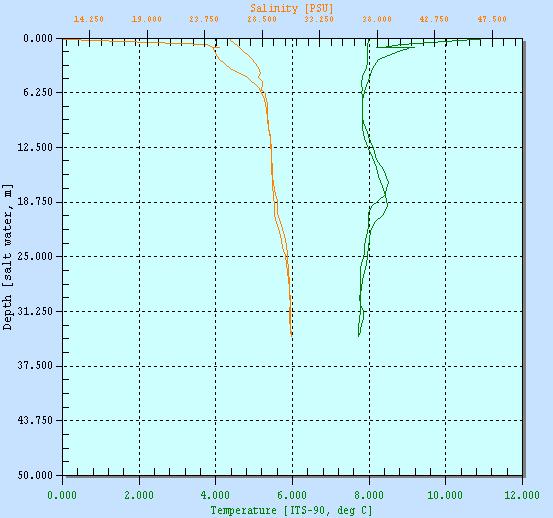 Salinity [PSU]
14.250 19.000 23.750 28.500 33.250 38.000 42.750 47.500
0.000
6.250
12.500
18.750
25.000
31.250
37.500
43.750
50.000
Depth [salt water, m]
0.000 2.000 4.000 6.000 8.000 10.000 12.000
Temperature [ITS-90, deg C]